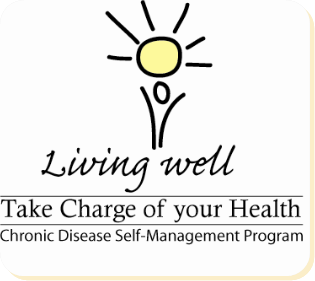 Living well
Take Charge of your Health
Chronic Disease Self-Management Program